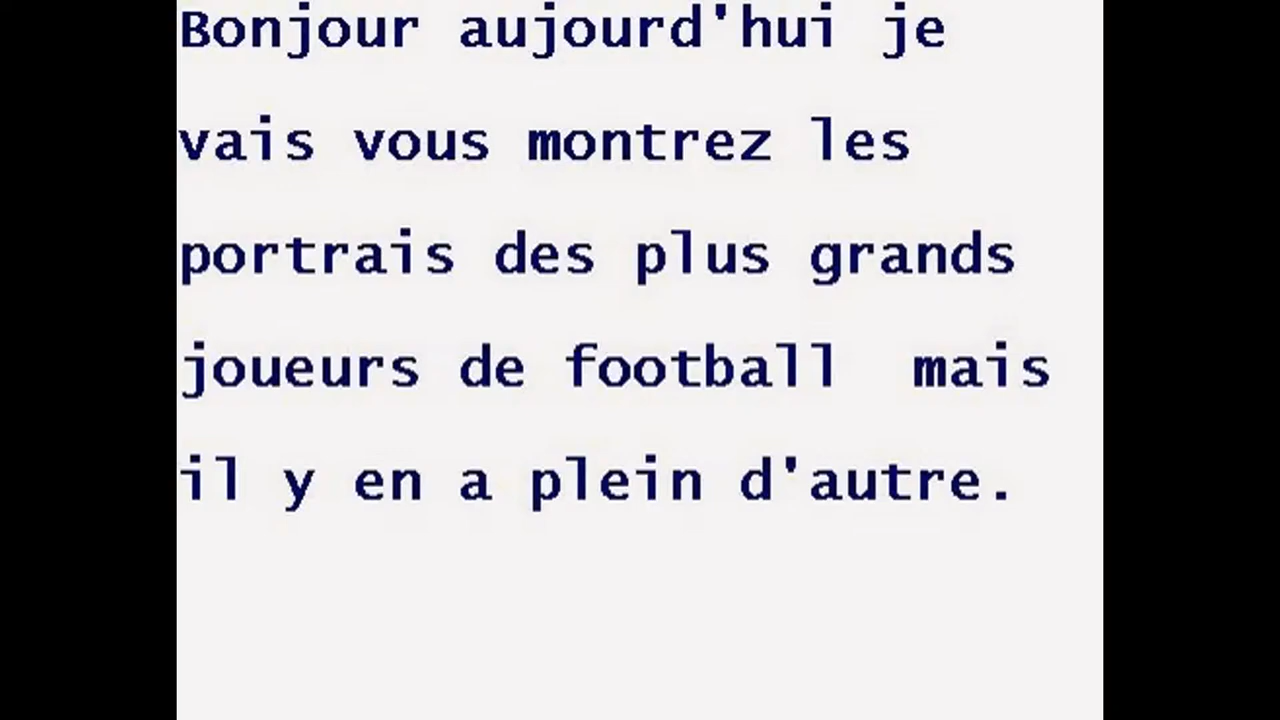 Bonjour aujourd'hui je
vais vous montrez les
portrais des plus grands
joueurs de football  mais
il y en a plein d'autre.